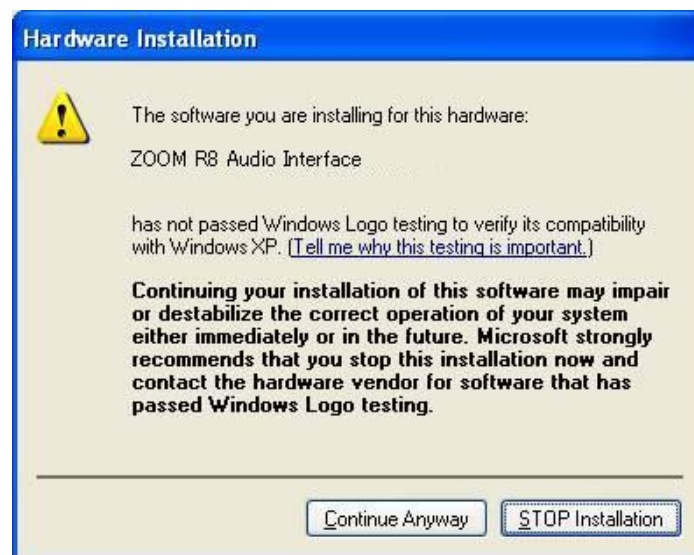 Hardware Installation
The software you are installing for this hardware:
ZOOM R8 Audio Interface
has not passed Windows Logo testing to verify its compatibility
with Windows XP. (Tell me why this testing is important.)
Continuing your installation of this software may impair
or destabilize the correct operation of your system
either immediately or in the future. Microsoft strongly
recommends that you stop this installation now and
contact the hardware vendor for software that has
passed Windows Logo testing.
Continue Anyway
STOP Installation